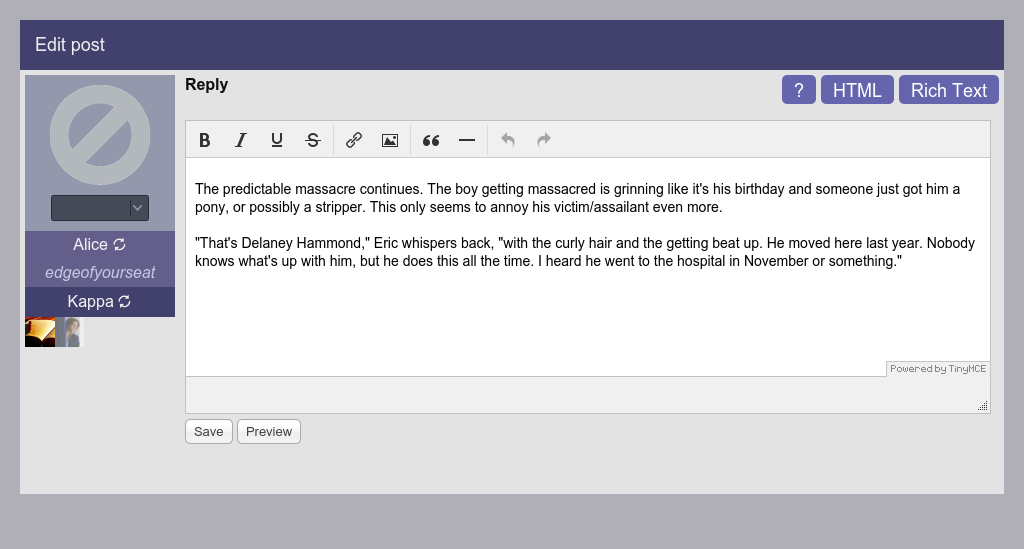 Edit post
Reply
?
HTML
Rich Text
B I U S
The predictable massacre continues. The boy getting massacred is grinning like it's his birthday and someone just got him a
pony, or possibly a stripper. This only seems to annoy his victim/assailant even more.
"That's Delaney Hammond," Eric whispers back, "with the curly hair and the getting beat up. He moved here last year. Nobody
knows what's up with him, but he does this all the time. I heard he went to the hospital in November or something."
Alice
edgeofyourseat
Kappa
Powered by TinyMCE
Save
Preview